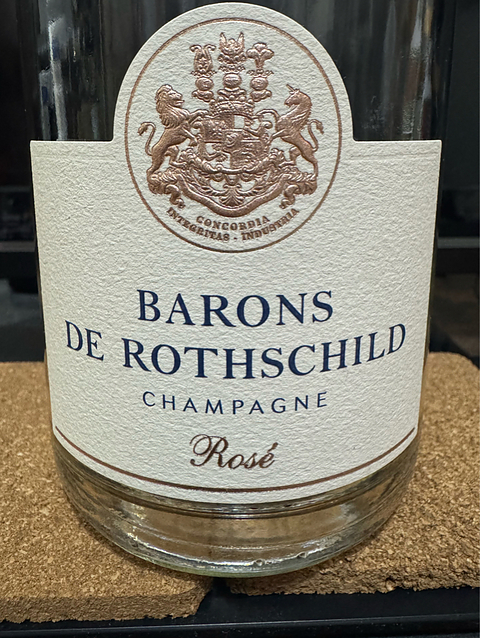 CONCORDIA
INTEGRITAS - INDUSTRIA
BARONS
DE ROTHSCHILD
CHAMPAGNE
Rosé